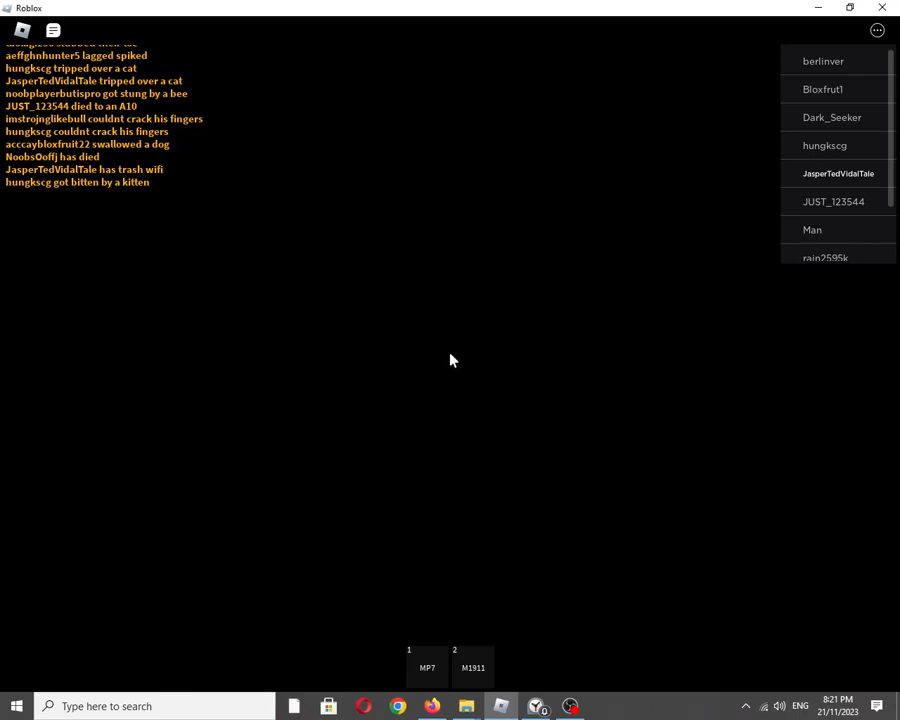 Roblox
aeffghnhunter5 lagged spiked
hungkscg tripped over a cat
JasperTedVidalTale tripped over a cat
noobplayerbutispro got stung by a bee
JUST_123544 died to an A10
imstrojnglikebull couldnt crack his fingers
hungkscg couldnt crack his fingers
acccaybloxfruit22 swallowed a dog
NoobsOoffj has died
JasperTedVidalTale has trash wifi
hungkscg got bitten by a kitten
berlinver
Bloxfrut1
Dark_Seeker
hungkscg
JasperTedVidalTale
JUST_123544
Man
rain2595k
1
MP7
2
M1911
Type here to search
ENG
8:21 PM
21/11/2023